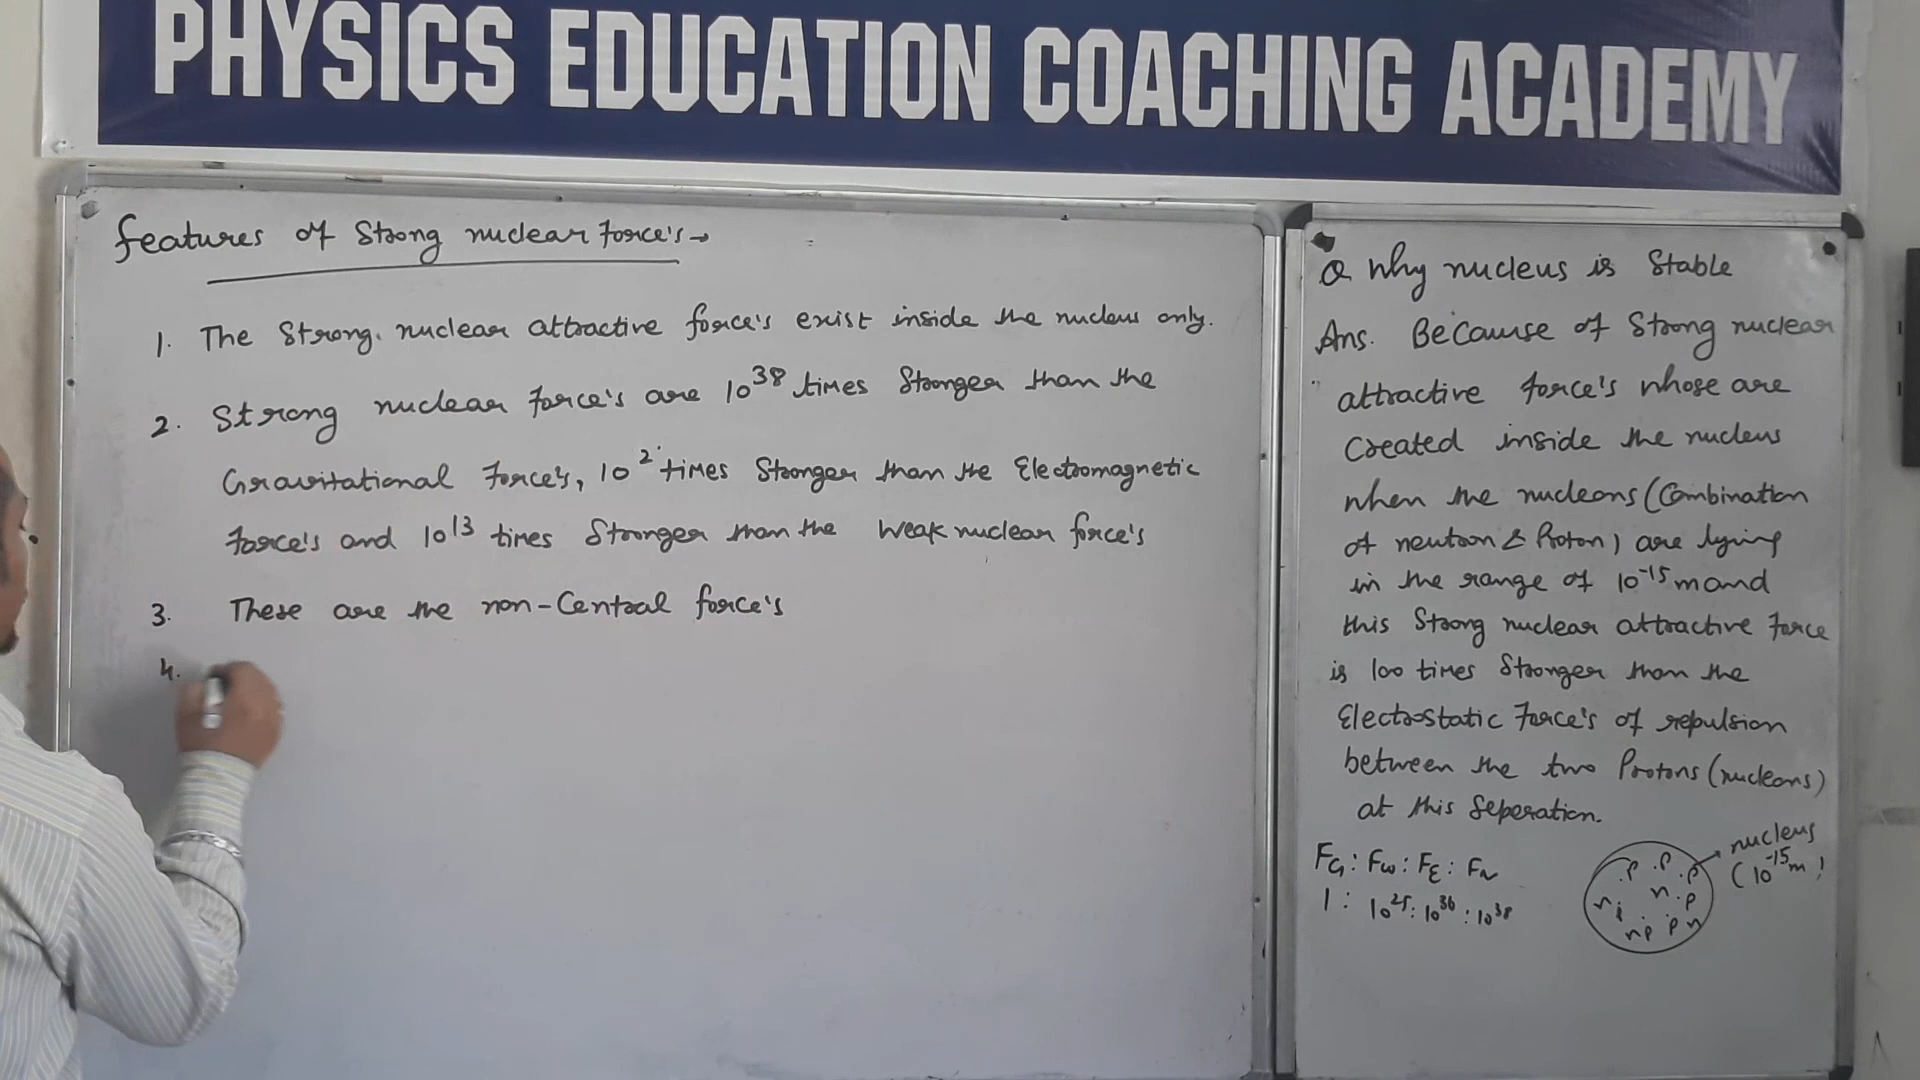 PHYSICS EDUCATION COACHING ACADEMY
features of Strong nuclear force's→
1. The Strong. nuclear attractive force's exist inside the nucleus only.
2. Strong nuclear force's are 10³⁸ times Stronger than the
Gravitational force's, 10² times Stronger than the Electromagnetic
force's and 10¹³ times Stronger than the Weak nuclear force's
3. These are the non-Central force's
4.
Q Why nucleus is Stable
Ans. Because of Strong nuclear
attractive force's whose are
Created inside the nucleus
when the nucleons (Combination
of neutron & Proton) are lying
in the range of 10⁻¹⁵ m and
this Strong nuclear attractive force
is 100 times Stronger than the
Electrostatic force's of repulsion
between the two Protons (nucleons)
at this Seperation.
F_G : F_w : F_E : F_N
1 : 10²⁵ : 10³⁶ : 10³⁸
nucleus
(10⁻¹⁵m)
P P P
n n P
n P P n